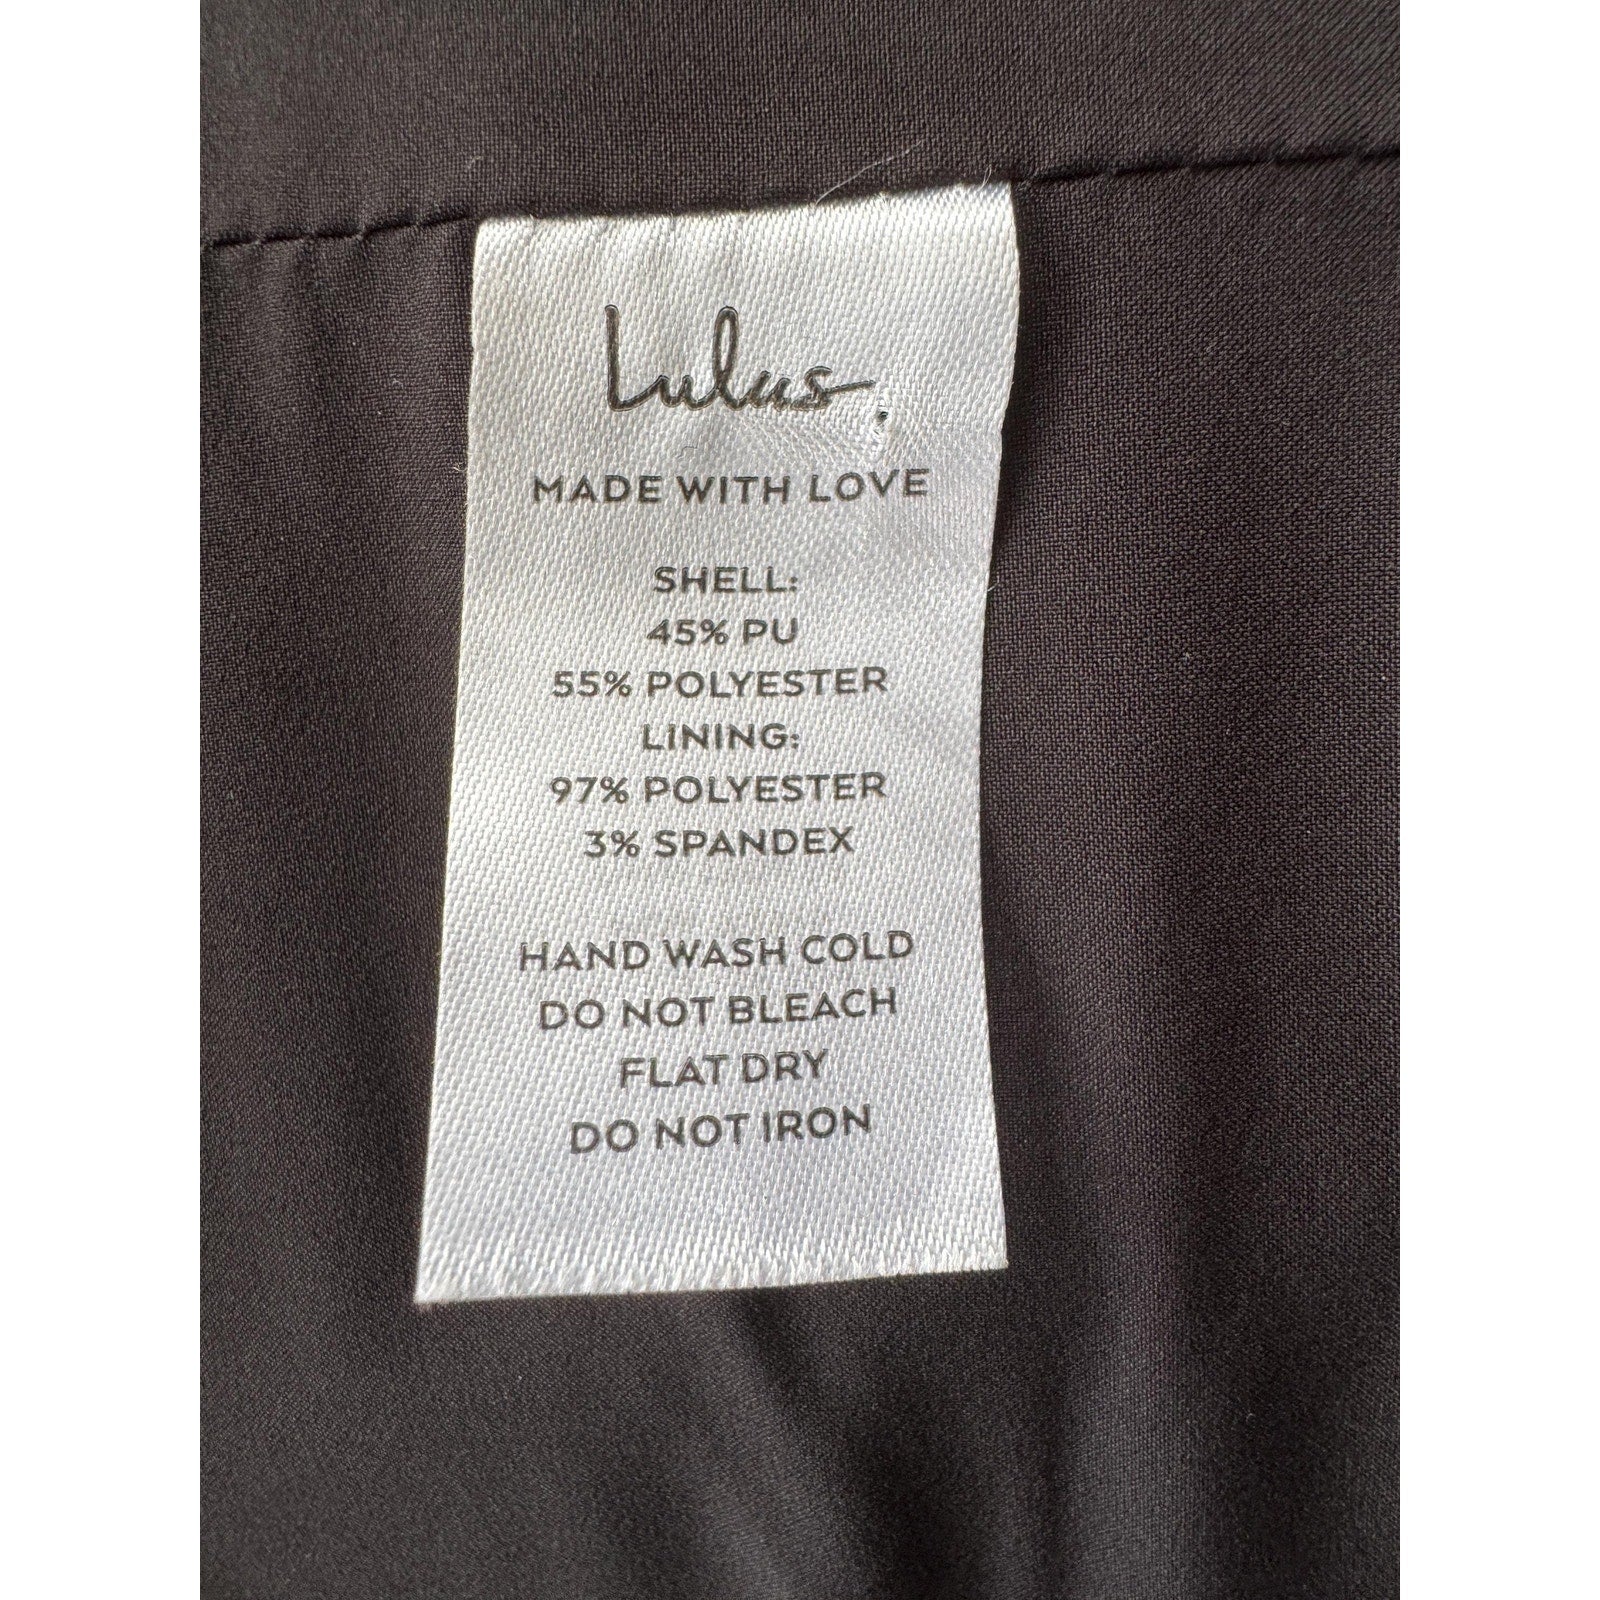 Lulus
MADE WITH LOVE
SHELL:
45% PU
55% POLYESTER
LINING:
97% POLYESTER
3% SPANDEX
HAND WASH COLD
DO NOT BLEACH
FLAT DRY
DO NOT IRON